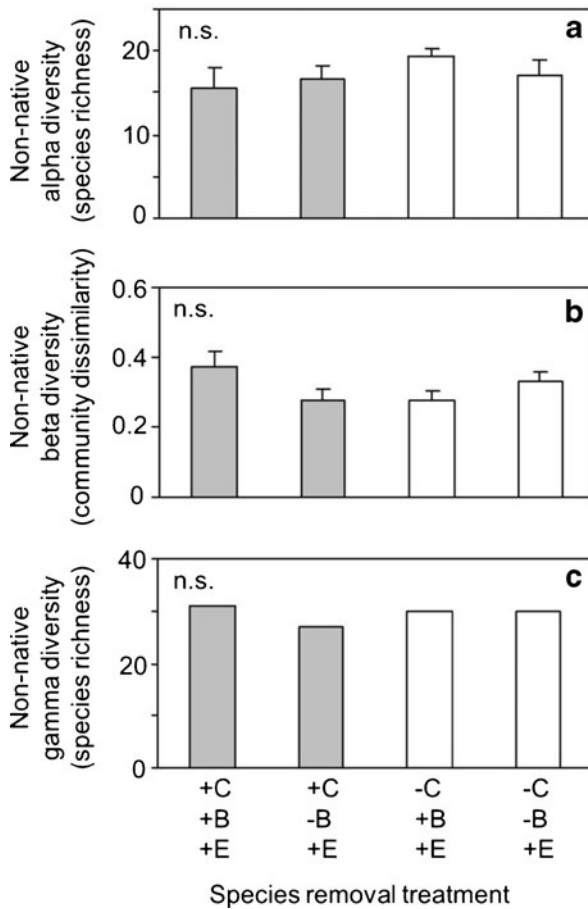 Non-native
alpha diversity
(species richness)
n.s.
a
20
10
0
Non-native
beta diversity
(community dissimilarity)
n.s.
b
0.6
0.4
0.2
0
Non-native
gamma diversity
(species richness)
n.s.
c
40
20
0
+C +C -C -C
+B -B +B -B
+E +E +E +E
Species removal treatment